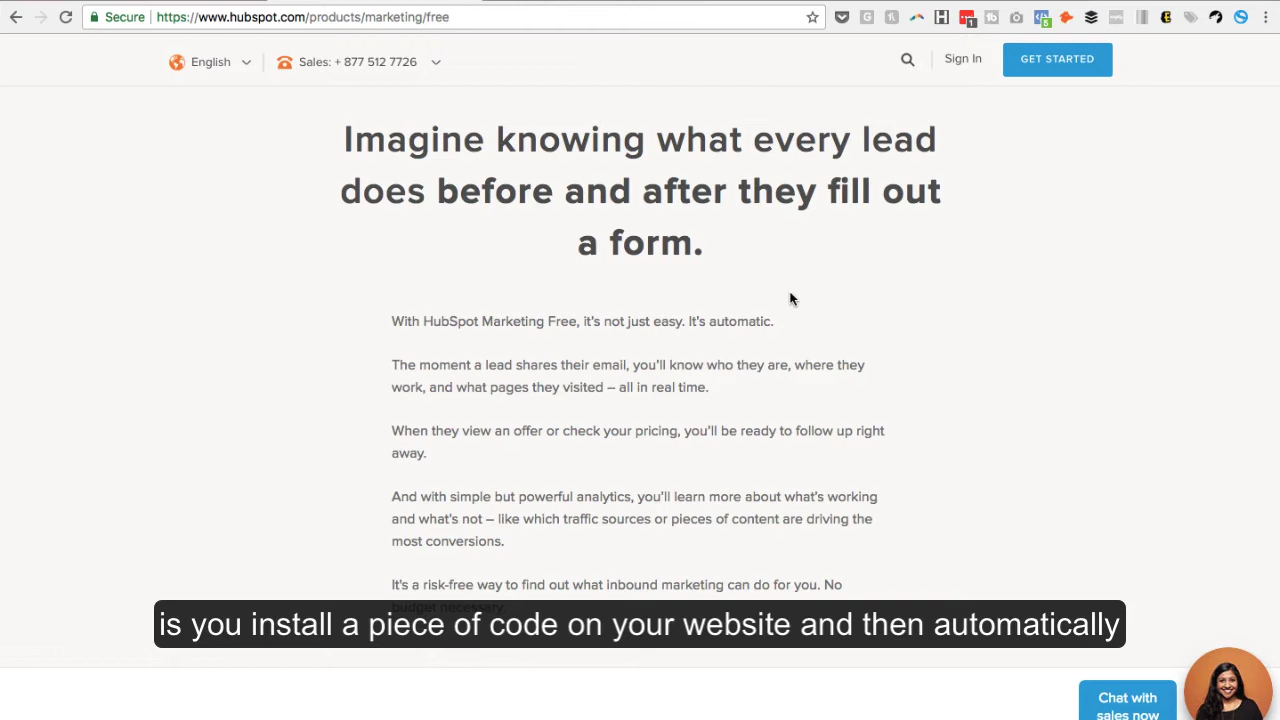 Secure https://www.hubspot.com/products/marketing/free
1
5
English
Sales: + 877 512 7726
Sign In
GET STARTED
Imagine knowing what every lead
does before and after they fill out
a form.
With HubSpot Marketing Free, it's not just easy. It's automatic.
The moment a lead shares their email, you'll know who they are, where they
work, and what pages they visited – all in real time.
When they view an offer or check your pricing, you'll be ready to follow up right
away.
And with simple but powerful analytics, you'll learn more about what's working
and what's not – like which traffic sources or pieces of content are driving the
most conversions.
It's a risk-free way to find out what inbound marketing can do for you. No
budget necessary.
is you install a piece of code on your website and then automatically
Chat with
sales now